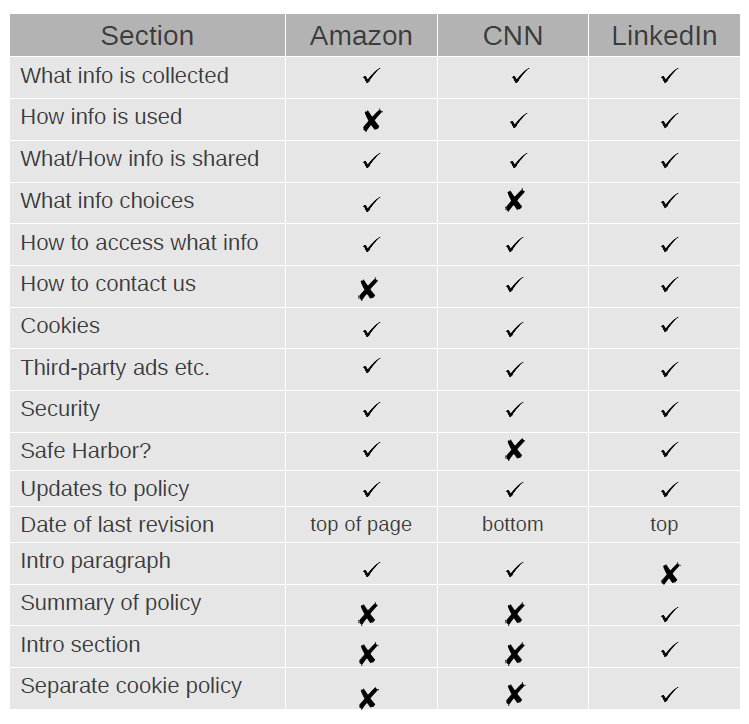 Section Amazon CNN LinkedIn
What info is collected ✓ ✓ ✓
How info is used ✘ ✓ ✓
What/How info is shared ✓ ✓ ✓
What info choices ✓ ✘ ✓
How to access what info ✓ ✓ ✓
How to contact us ✘ ✓ ✓
Cookies ✓ ✓ ✓
Third-party ads etc. ✓ ✓ ✓
Security ✓ ✓ ✓
Safe Harbor? ✓ ✘ ✓
Updates to policy ✓ ✓ ✓
Date of last revision top of page bottom top
Intro paragraph ✓ ✓ ✘
Summary of policy ✘ ✘ ✓
Intro section ✘ ✘ ✓
Separate cookie policy ✘ ✘ ✓